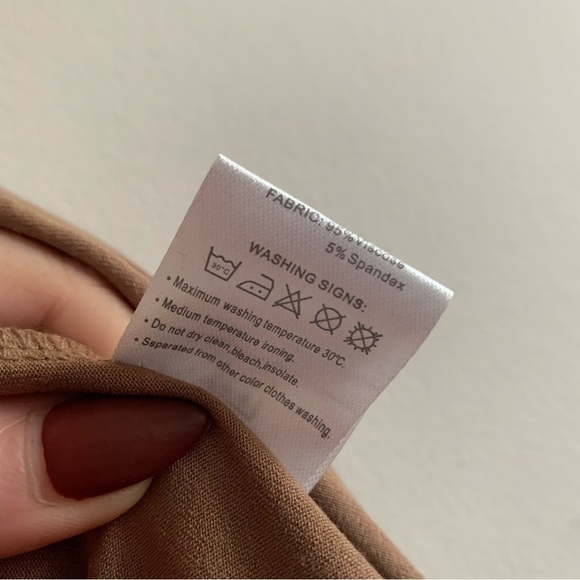 FABRIC: 95% Viscose
5% Spandex
WASHING SIGNS:
30°C
• Maximum washing temperature 30°C.
• Medium temperature ironing.
• Do not dry clean,bleach,insolate.
• Separated from other color clothes washing.